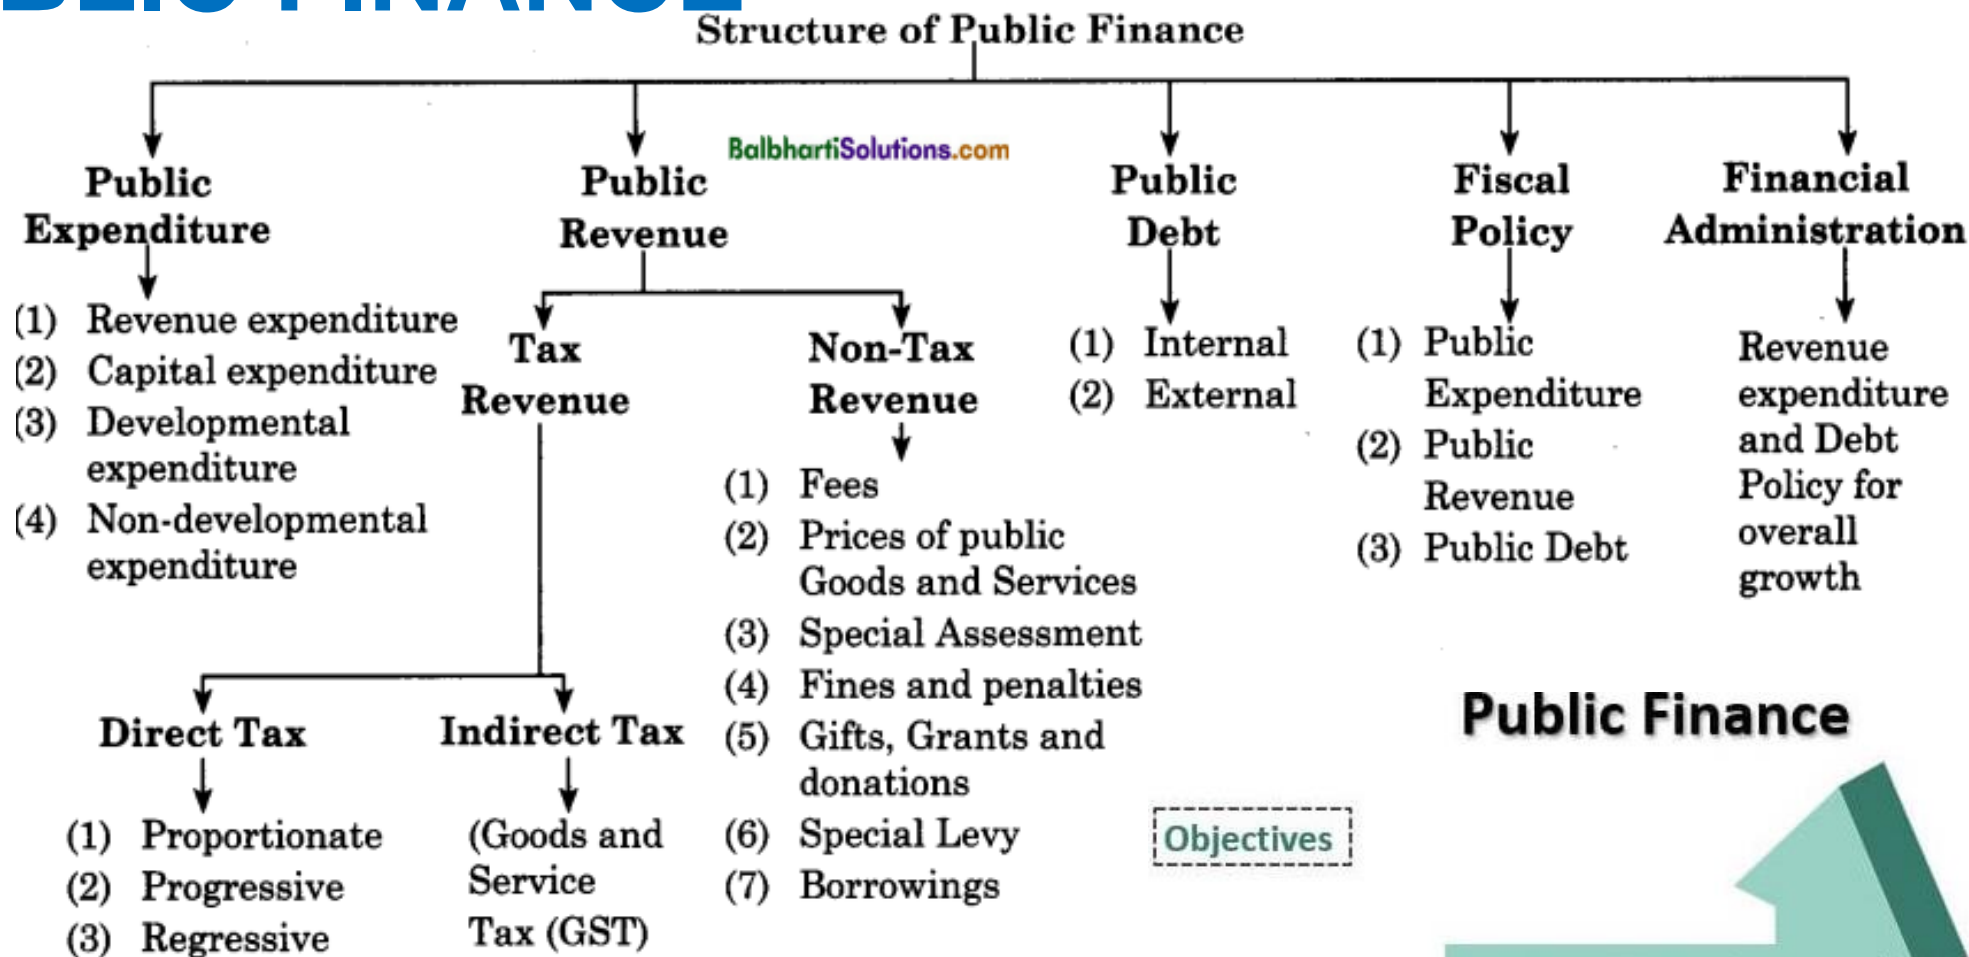 BLIC FINANCE
Structure of Public Finance
BalbhartiSolutions.com
Public
Expenditure
(1) Revenue expenditure
(2) Capital expenditure
(3) Developmental
expenditure
(4) Non-developmental
expenditure
Public
Revenue
Tax
Revenue
Direct Tax
(1) Proportionate
(2) Progressive
(3) Regressive
Indirect Tax
(Goods and
Service
Tax (GST)
Non-Tax
Revenue
(1) Fees
(2) Prices of public
Goods and Services
(3) Special Assessment
(4) Fines and penalties
(5) Gifts, Grants and
donations
(6) Special Levy
(7) Borrowings
Public
Debt
(1) Internal
(2) External
Fiscal
Policy
(1) Public
Expenditure
(2) Public
Revenue
(3) Public Debt
Financial
Administration
Revenue
expenditure
and Debt
Policy for
overall
growth
Public Finance
Objectives